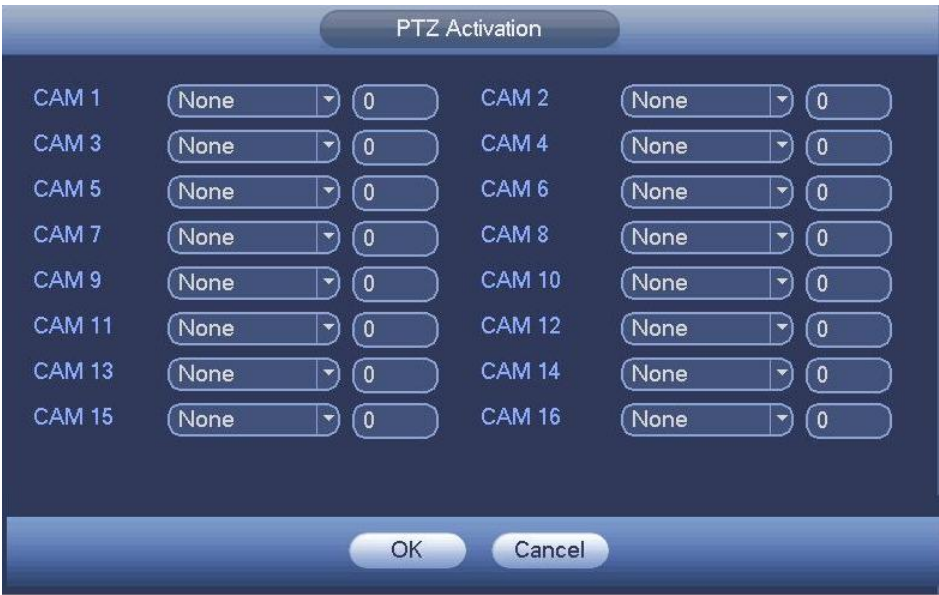 PTZ Activation
CAM 1 None 0 CAM 2 None 0
CAM 3 None 0 CAM 4 None 0
CAM 5 None 0 CAM 6 None 0
CAM 7 None 0 CAM 8 None 0
CAM 9 None 0 CAM 10 None 0
CAM 11 None 0 CAM 12 None 0
CAM 13 None 0 CAM 14 None 0
CAM 15 None 0 CAM 16 None 0
OK Cancel